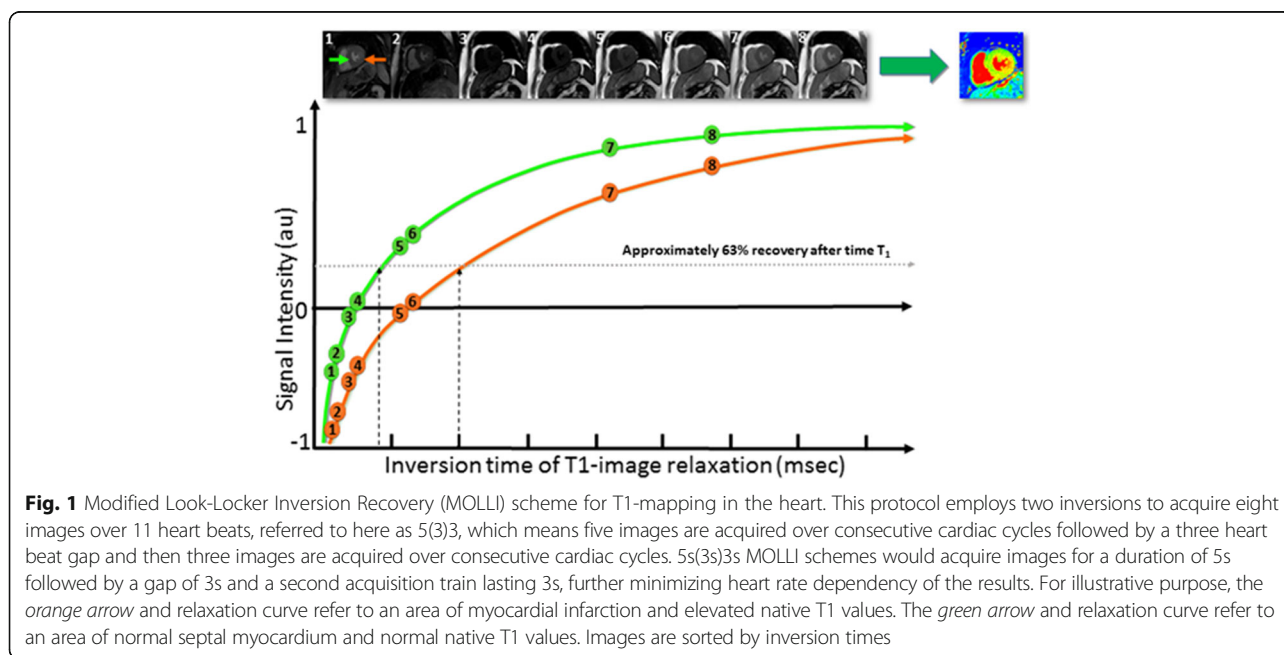 1 2 3 4 5 6 7 8
1
7 8
7 8
5 6
Approximately 63% recovery after time T₁
0
3 4
5 6
1 2
3 4
1 2
-1
Signal Intensity (au)
Inversion time of T1-image relaxation (msec)
Fig. 1 Modified Look-Locker Inversion Recovery (MOLLI) scheme for T1-mapping in the heart. This protocol employs two inversions to acquire eight
images over 11 heart beats, referred to here as 5(3)3, which means five images are acquired over consecutive cardiac cycles followed by a three heart
beat gap and then three images are acquired over consecutive cardiac cycles. 5s(3s)3s MOLLI schemes would acquire images for a duration of 5s
followed by a gap of 3s and a second acquisition train lasting 3s, further minimizing heart rate dependency of the results. For illustrative purpose, the
orange arrow and relaxation curve refer to an area of myocardial infarction and elevated native T1 values. The green arrow and relaxation curve refer to
an area of normal septal myocardium and normal native T1 values. Images are sorted by inversion times